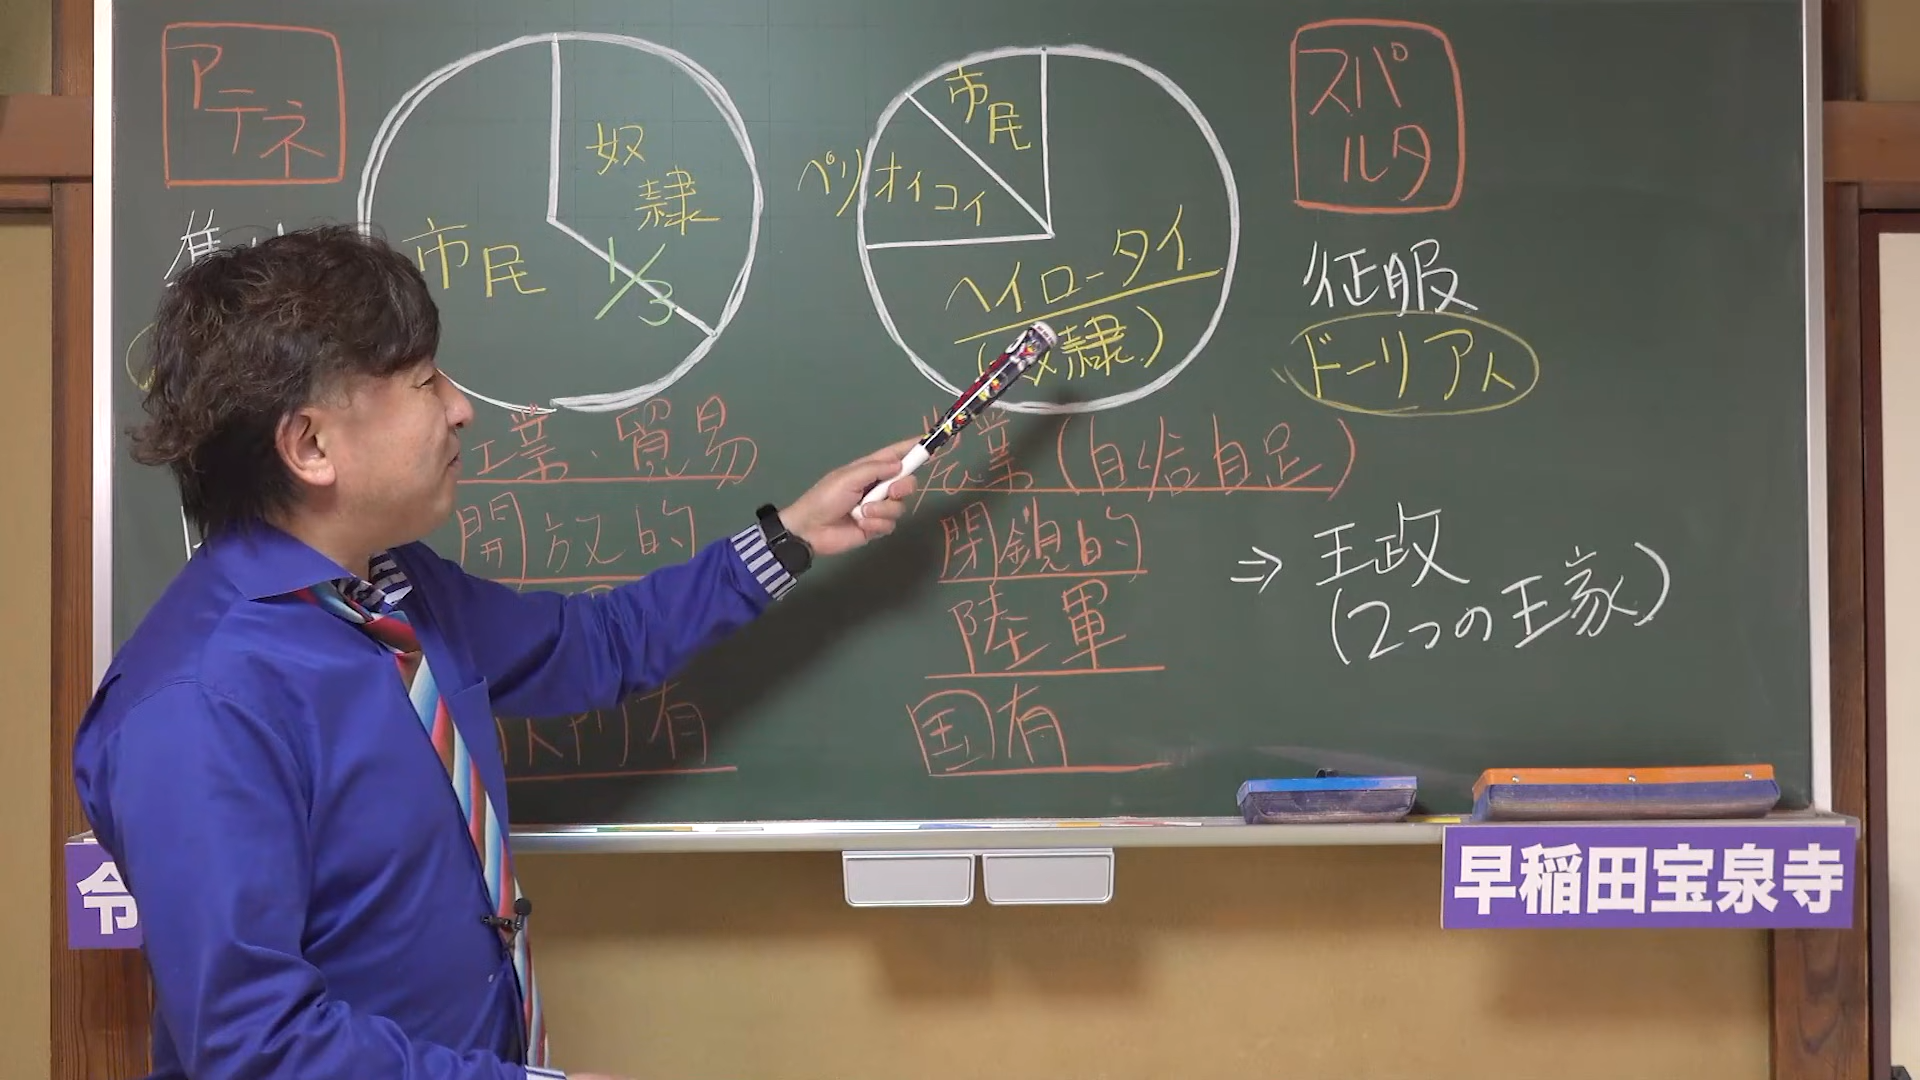 アテネ
奴隷
市民
1/3
工業、貿易
開放的
有
市民
ペリオイコイ
ヘイロータイ
(奴隷)
農業(自給自足)
閉鎖的
陸軍
国有
スパルタ
征服
ドーリア人
⇒ 王政
(2つの王家)
令
早稲田宝泉寺